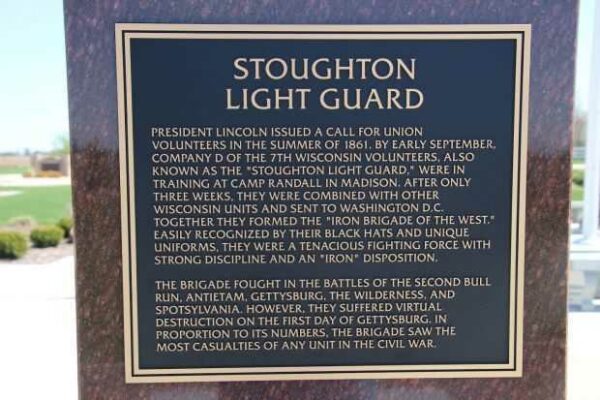 STOUGHTON
LIGHT GUARD
PRESIDENT LINCOLN ISSUED A CALL FOR UNION
VOLUNTEERS IN THE SUMMER OF 1861. BY EARLY SEPTEMBER,
COMPANY D OF THE 7TH WISCONSIN VOLUNTEERS, ALSO
KNOWN AS THE "STOUGHTON LIGHT GUARD," WERE IN
TRAINING AT CAMP RANDALL IN MADISON. AFTER ONLY
THREE WEEKS, THEY WERE COMBINED WITH OTHER
WISCONSIN UNITS AND SENT TO WASHINGTON D.C.
TOGETHER THEY FORMED THE "IRON BRIGADE OF THE WEST."
EASILY RECOGNIZED BY THEIR BLACK HATS AND UNIQUE
UNIFORMS, THEY WERE A TENACIOUS FIGHTING FORCE WITH
STRONG DISCIPLINE AND AN "IRON" DISPOSITION.
THE BRIGADE FOUGHT IN THE BATTLES OF THE SECOND BULL
RUN, ANTIETAM, GETTYSBURG, THE WILDERNESS, AND
SPOTSYLVANIA. HOWEVER, THEY SUFFERED VIRTUAL
DESTRUCTION ON THE FIRST DAY OF GETTYSBURG. IN
PROPORTION TO ITS NUMBERS, THE BRIGADE SAW THE
MOST CASUALTIES OF ANY UNIT IN THE CIVIL WAR.